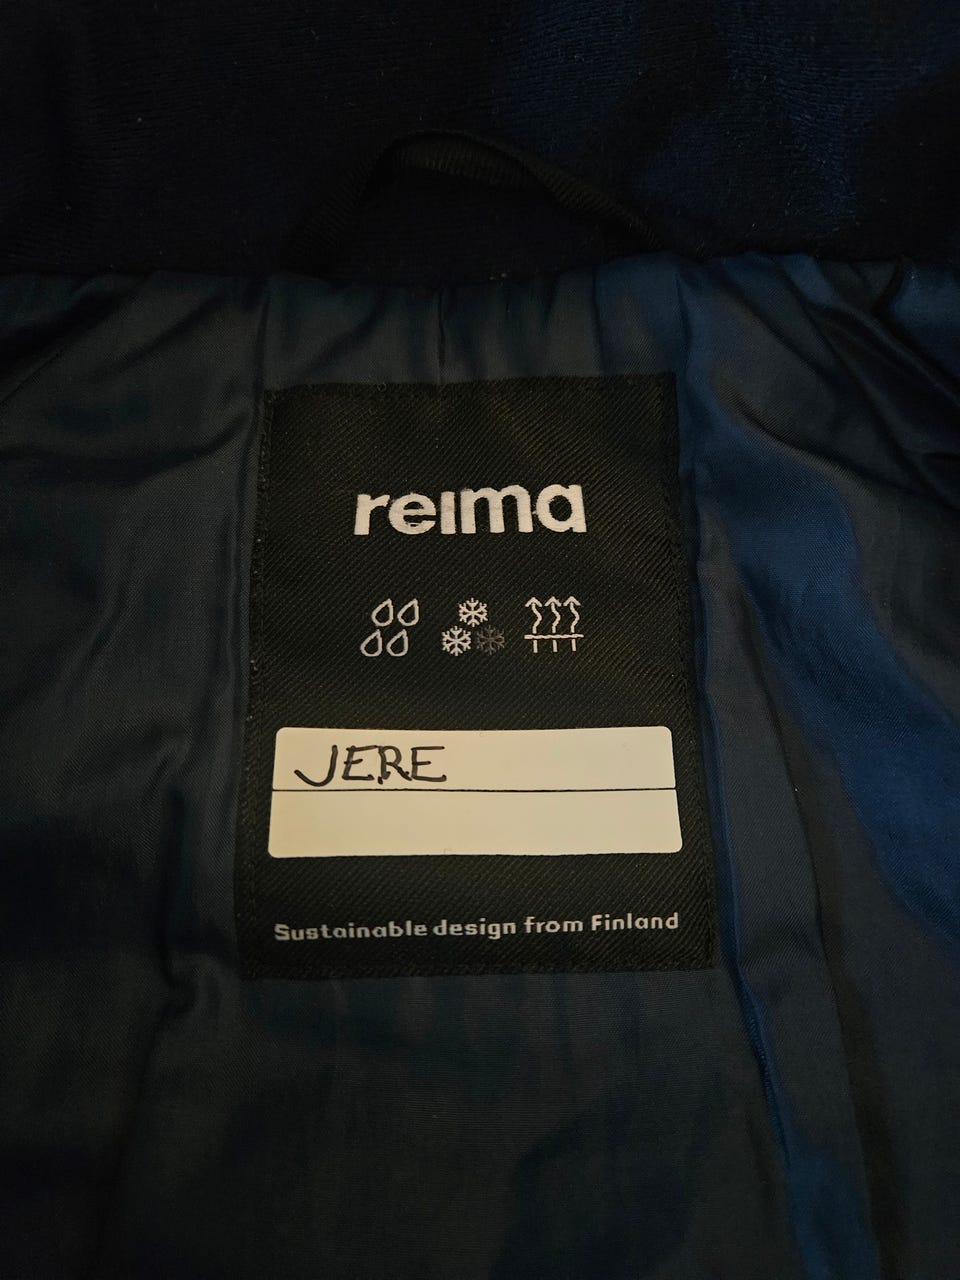 reima
JERE
Sustainable design from Finland